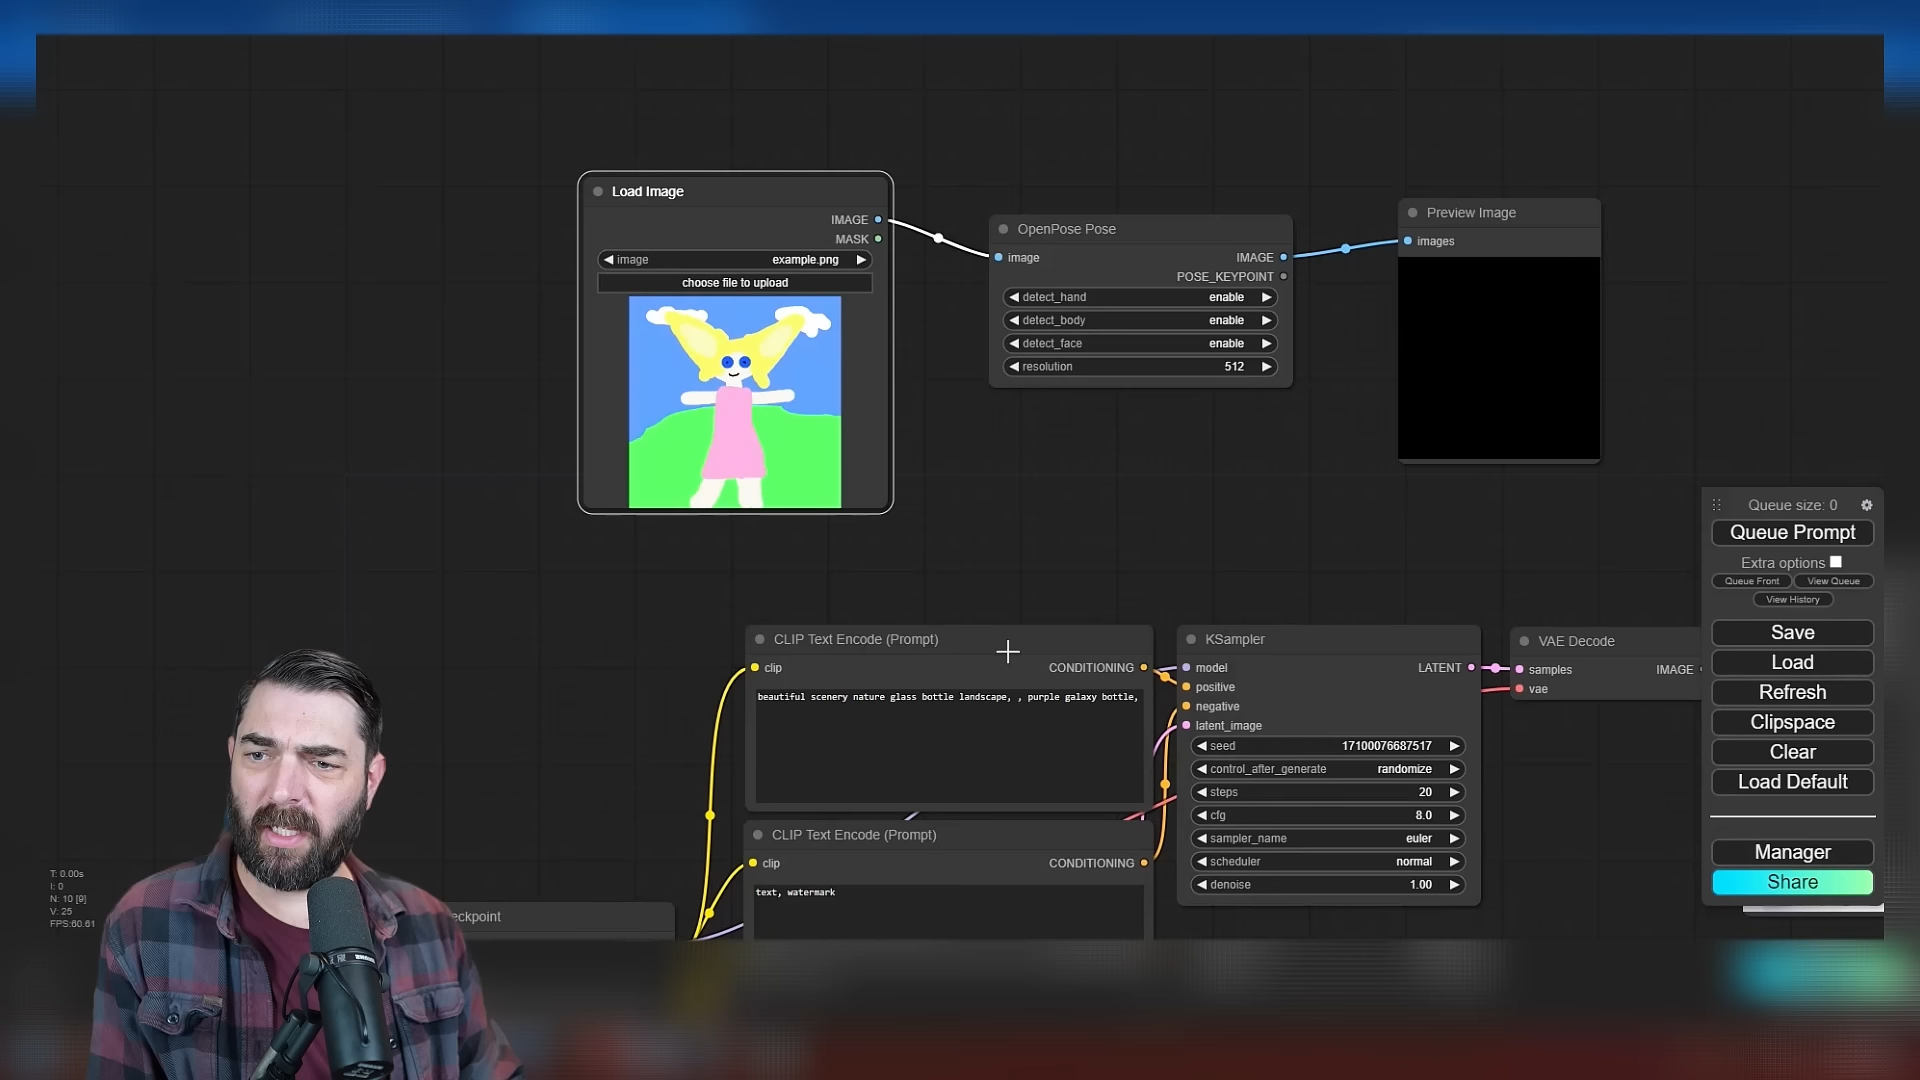 Load Image
IMAGE
MASK
image example.png
choose file to upload
OpenPose Pose
image IMAGE
POSE_KEYPOINT
detect_hand enable
detect_body enable
detect_face enable
resolution 512
Preview Image
images
CLIP Text Encode (Prompt)
clip CONDITIONING
beautiful scenery nature glass bottle landscape, , purple galaxy bottle,
CLIP Text Encode (Prompt)
clip CONDITIONING
text, watermark
eckpoint
KSampler
model LATENT
positive
negative
latent_image
seed 17100076687517
control_after_generate randomize
steps 20
cfg 8.0
sampler_name euler
scheduler normal
denoise 1.00
VAE Decode
samples IMAGE
vae
Queue size: 0
Queue Prompt
Extra options
Queue Front View Queue
View History
Save
Load
Refresh
Clipspace
Clear
Load Default
Manager
Share
T: 0.00s
I: 0
N: 10 [9]
V: 25
FPS:60.61